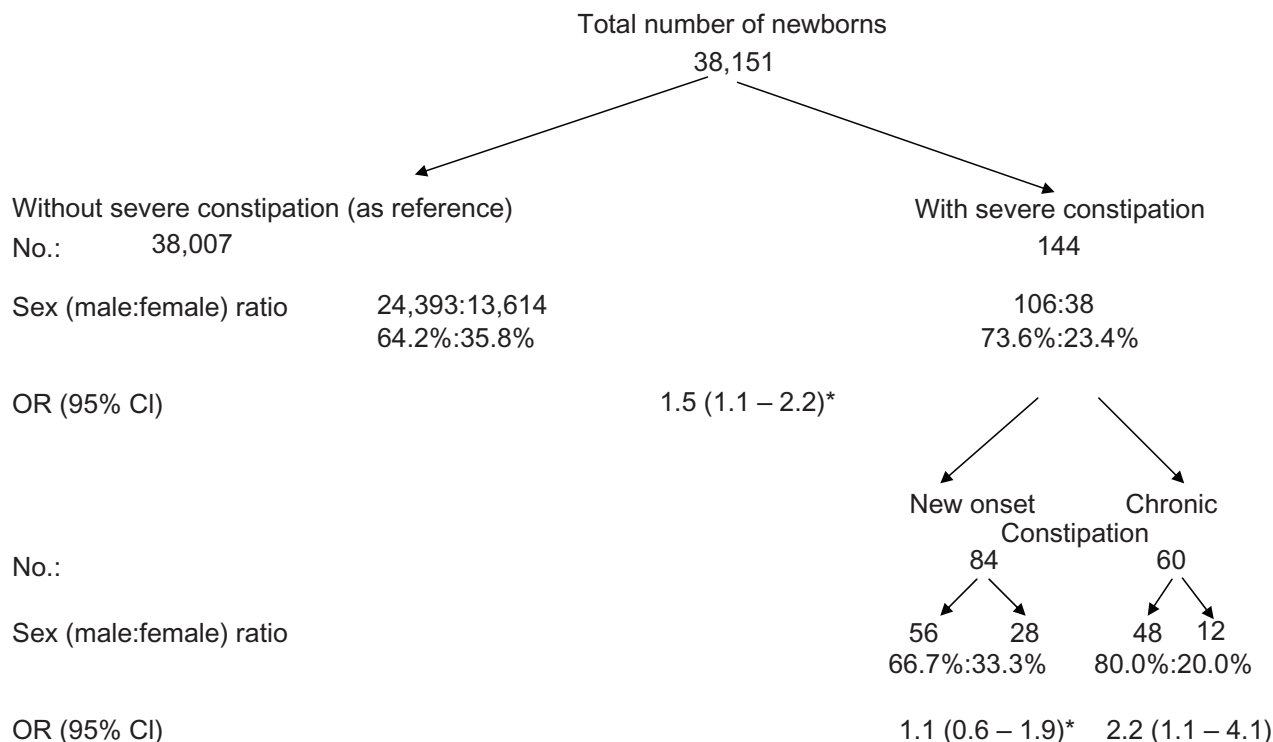 Total number of newborns
38,151
Without severe constipation (as reference) With severe constipation
No.: 38,007 144
Sex (male:female) ratio 24,393:13,614 106:38
64.2%:35.8% 73.6%:23.4%
OR (95% CI) 1.5 (1.1 – 2.2)*
New onset Chronic
Constipation
No.: 84 60
Sex (male:female) ratio 56 28 48 12
66.7%:33.3% 80.0%:20.0%
OR (95% CI) 1.1 (0.6 – 1.9)* 2.2 (1.1 – 4.1)